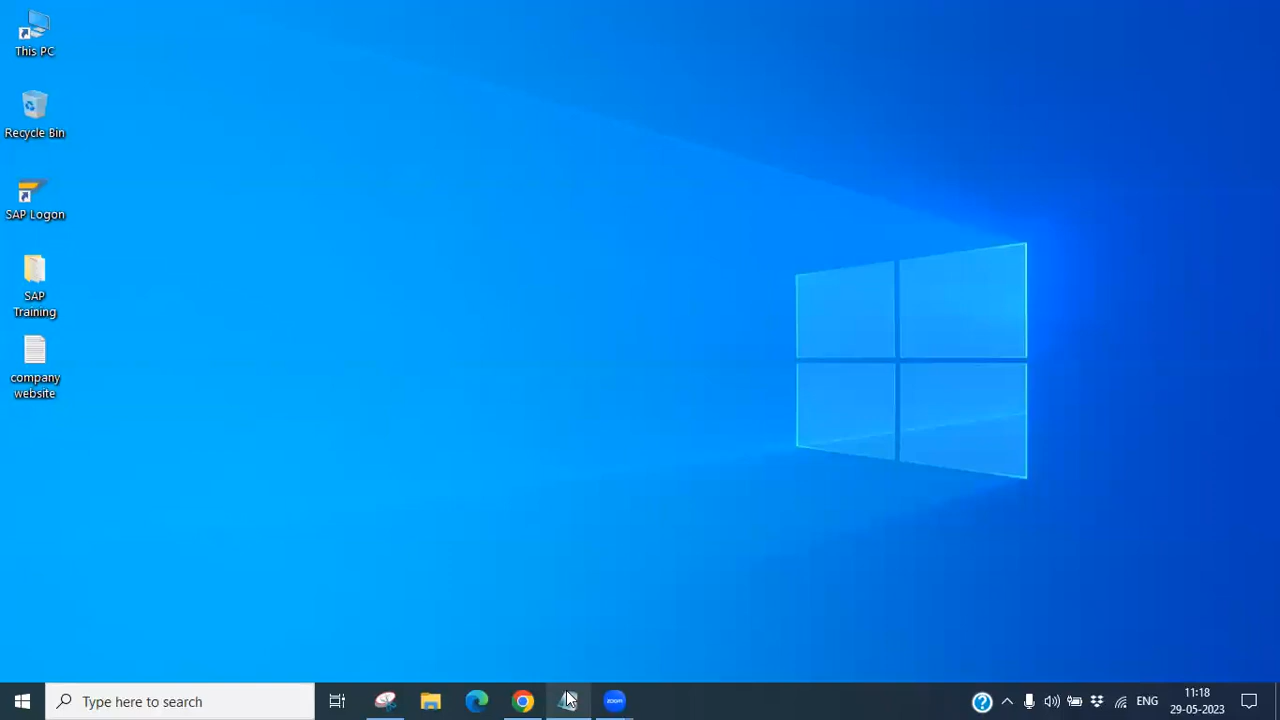 This PC
Recycle Bin
SAP Logon
SAP
Training
company
website
Type here to search
zoom
ENG
11:18
29-05-2023